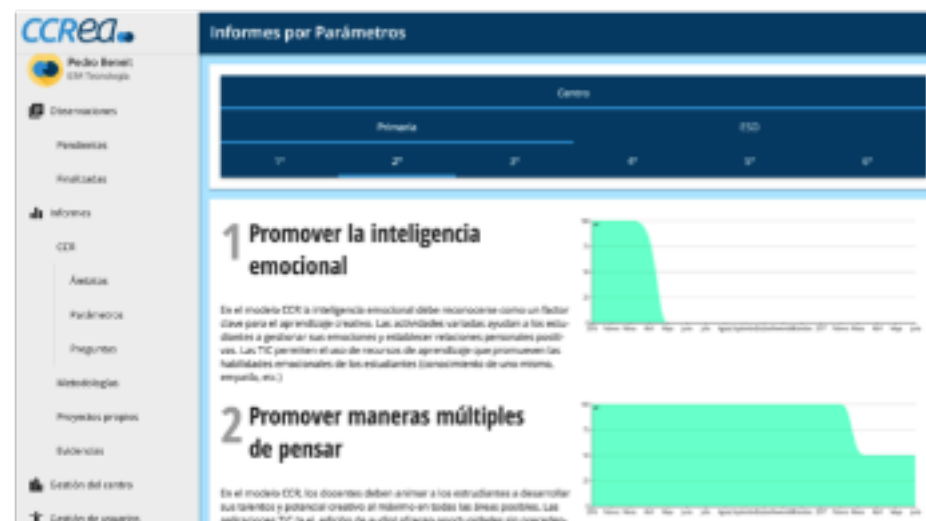 CCRea
Informes por Parámetros
Pedro Benet
Observaciones
Pendientes
Finalizadas
Informes
CCR
Ámbitos
Parámetros
Preguntas
Metodologías
Proyectos propios
Evidencias
Gestión del centro
Gestión de usuarios
Centro
Primaria ESO
1º 2º 3º 4º 5º 6º
1 Promover la inteligencia
emocional
En el modelo CCR la inteligencia emocional debe reconocerse como un factor
clave para el aprendizaje creativo. Las actividades variadas ayudan a los estu-
diantes a gestionar sus emociones y establecer relaciones personales positi-
vas. Las TIC permiten el uso de recursos de aprendizaje que promueven las
habilidades emocionales de los estudiantes (conocimiento de uno mismo,
empatía, etc.)
2 Promover maneras múltiples
de pensar
En el modelo CCR, los docentes deben animar a los estudiantes a desarrollar
sus talentos y potencial creativo al máximo en todas las áreas posibles. Las